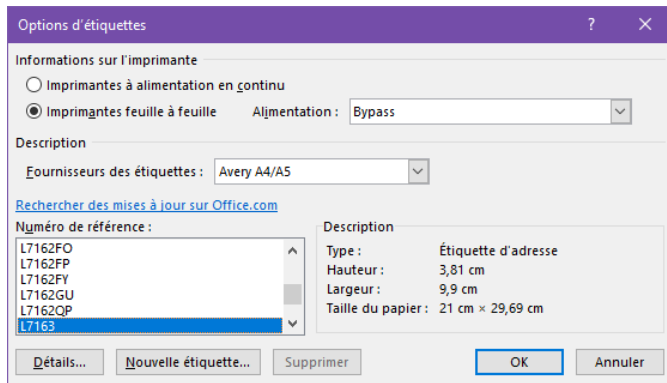 Options d'étiquettes ? ×
Informations sur l'imprimante
Imprimantes à alimentation en continu
Imprimantes feuille à feuille Alimentation : Bypass
Description
Fournisseurs des étiquettes : Avery A4/A5
Rechercher des mises à jour sur Office.com
Numéro de référence :
L7162FO
L7162FP
L7162FY
L7162GU
L7162QP
L7163
Description
Type : Étiquette d'adresse
Hauteur : 3,81 cm
Largeur : 9,9 cm
Taille du papier : 21 cm × 29,69 cm
Détails... Nouvelle étiquette... Supprimer OK Annuler